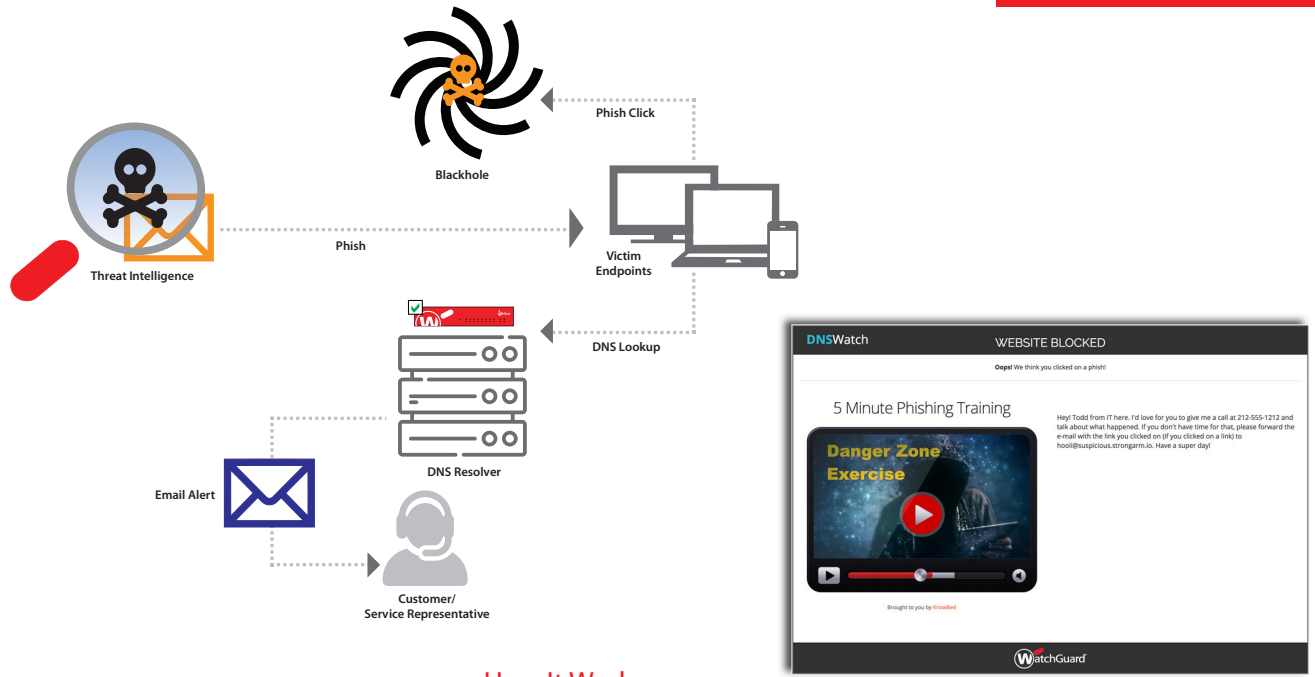 Phish Click
Blackhole
Phish
Threat Intelligence
Victim
Endpoints
W
DNS Lookup
DNS Resolver
Email Alert
Customer/
Service Representative
DNSWatch
WEBSITE BLOCKED
Oops! We think you clicked on a phish!
5 Minute Phishing Training
Danger Zone
Exercise
Brought to you by KnowBe4
Hey! Todd from IT here. I'd love for you to give me a call at 212-555-1212 and
talk about what happened. If you don't have time for that, please forward the
e-mail with the link you clicked on (if you clicked on a link) to
hooli@suspicious.strongarm.io. Have a super day!
WatchGuard